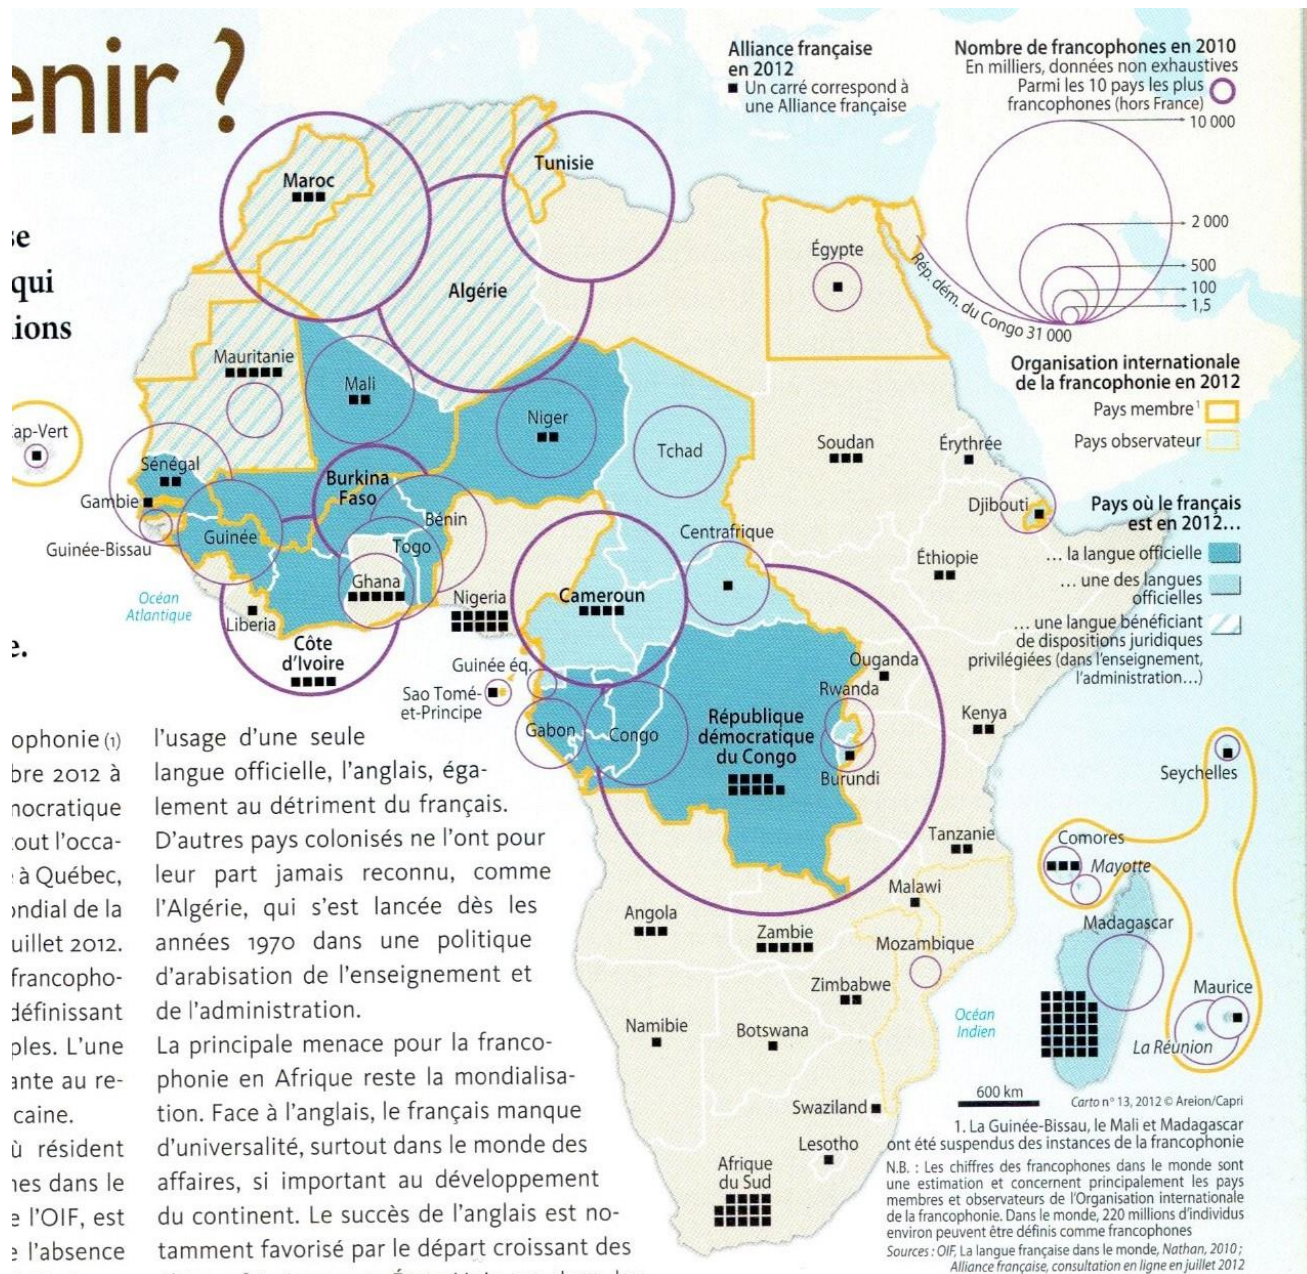 enir ?
se
qui
ions
e.
Alliance française
en 2012
Un carré correspond à
une Alliance française
Nombre de francophones en 2010
En milliers, données non exhaustives
Parmi les 10 pays les plus
francophones (hors France)
10 000
2 000
500
100
1,5
Rép. dém. du Congo 31 000
Organisation internationale
de la francophonie en 2012
Pays membre¹
Pays observateur
Pays où le français
est en 2012…
… la langue officielle
… une des langues
officielles
… une langue bénéficiant
de dispositions juridiques
privilégiées (dans l'enseignement,
l'administration…)
Maroc
Tunisie
Algérie
Égypte
Mauritanie
Mali
Niger
Tchad
Soudan
Érythrée
ap-Vert
Sénégal
Gambie
Guinée-Bissau
Guinée
Burkina
Faso
Bénin
Togo
Ghana
Nigeria
Centrafrique
Djibouti
Éthiopie
Océan
Atlantique
Liberia
Côte
d'Ivoire
Cameroun
Guinée éq.
Sao Tomé-
et-Principe
Gabon
Congo
République
démocratique
du Congo
Ouganda
Rwanda
Burundi
Kenya
Tanzanie
Seychelles
Comores
Mayotte
Madagascar
Maurice
La Réunion
Angola
Zambie
Malawi
Mozambique
Zimbabwe
Namibie
Botswana
Océan
Indien
Swaziland
Lesotho
Afrique
du Sud
600 km
Carto n° 13, 2012 © Areion/Capri
1. La Guinée-Bissau, le Mali et Madagascar
ont été suspendus des instances de la francophonie
N.B. : Les chiffres des francophones dans le monde sont
une estimation et concernent principalement les pays
membres et observateurs de l'Organisation internationale
de la francophonie. Dans le monde, 220 millions d'individus
environ peuvent être définis comme francophones
Sources : OIF, La langue française dans le monde, Nathan, 2010 ;
Alliance française, consultation en ligne en juillet 2012
ophonie (1)
bre 2012 à
mocratique
tout l'occa-
à Québec,
ondial de la
uillet 2012.
francopho-
définissant
ples. L'une
ante au re-
caine.
ù résident
nes dans le
e l'OIF, est
e l'absence
l'usage d'une seule
langue officielle, l'anglais, éga-
lement au détriment du français.
D'autres pays colonisés ne l'ont pour
leur part jamais reconnu, comme
l'Algérie, qui s'est lancée dès les
années 1970 dans une politique
d'arabisation de l'enseignement et
de l'administration.
La principale menace pour la franco-
phonie en Afrique reste la mondialisa-
tion. Face à l'anglais, le français manque
d'universalité, surtout dans le monde des
affaires, si important au développement
du continent. Le succès de l'anglais est no-
tamment favorisé par le départ croissant des